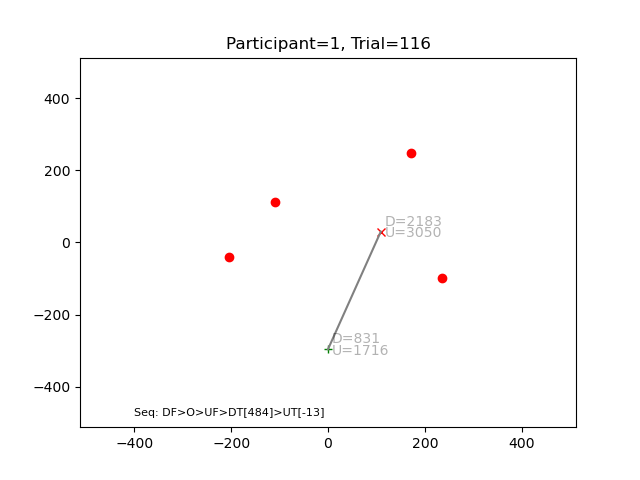 Participant=1, Trial=116
400
200
0
−200
−400
D=2183
U=3050
D=831
U=1716
Seq: DF>O>UF>DT[484]>UT[-13]
−400
−200
0
200
400